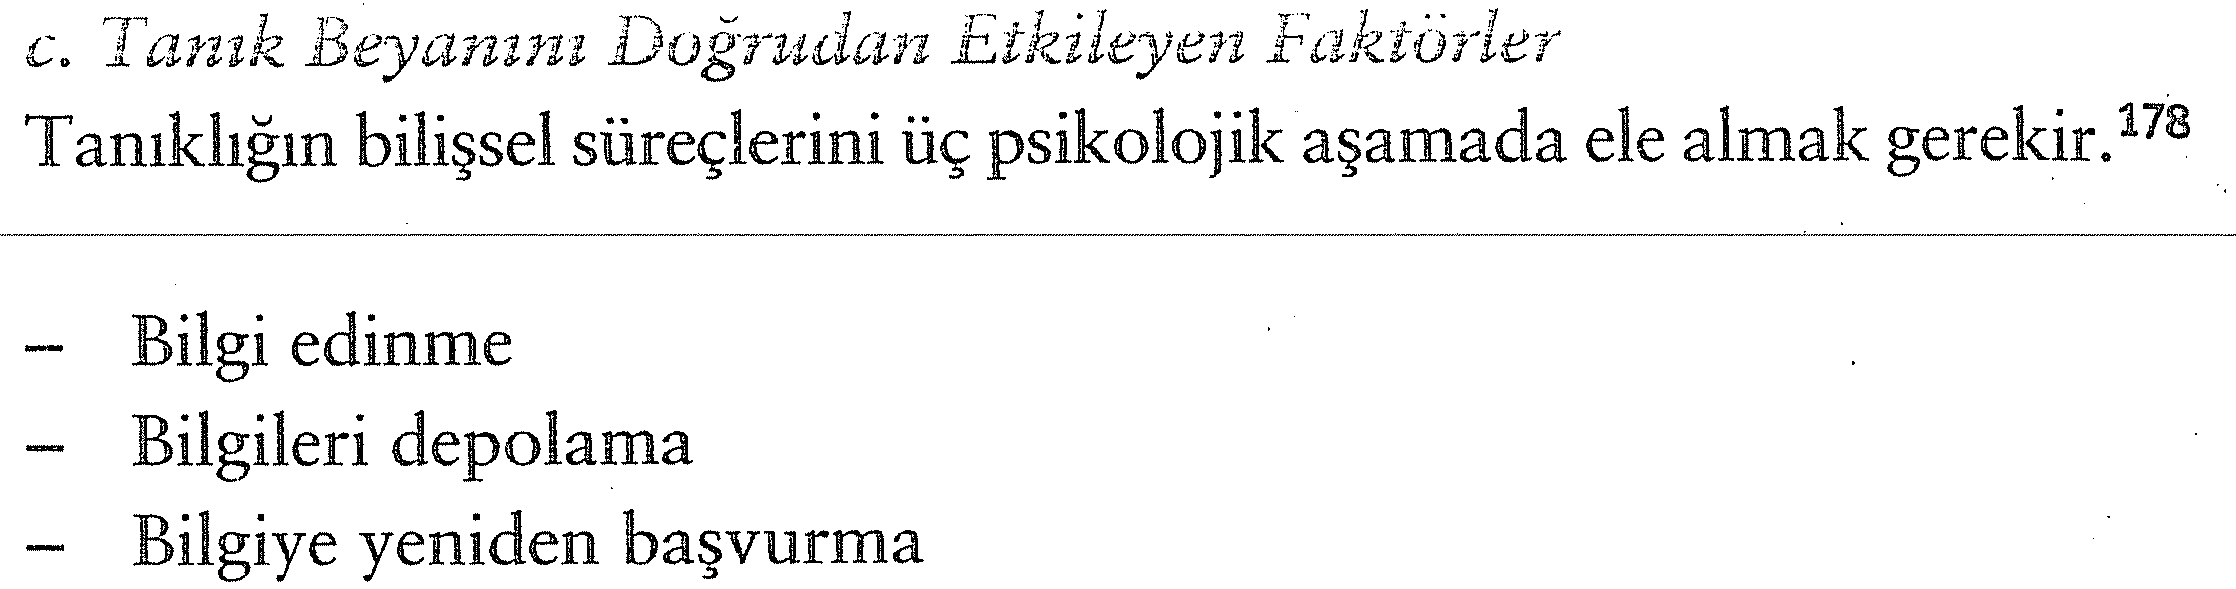 c. Tanık Beyanını Doğrudan Etkileyen Faktörler
Tanıklığın bilişsel süreçlerini üç psikolojik aşamada ele almak gerekir.178
– Bilgi edinme
– Bilgileri depolama
– Bilgiye yeniden başvurma